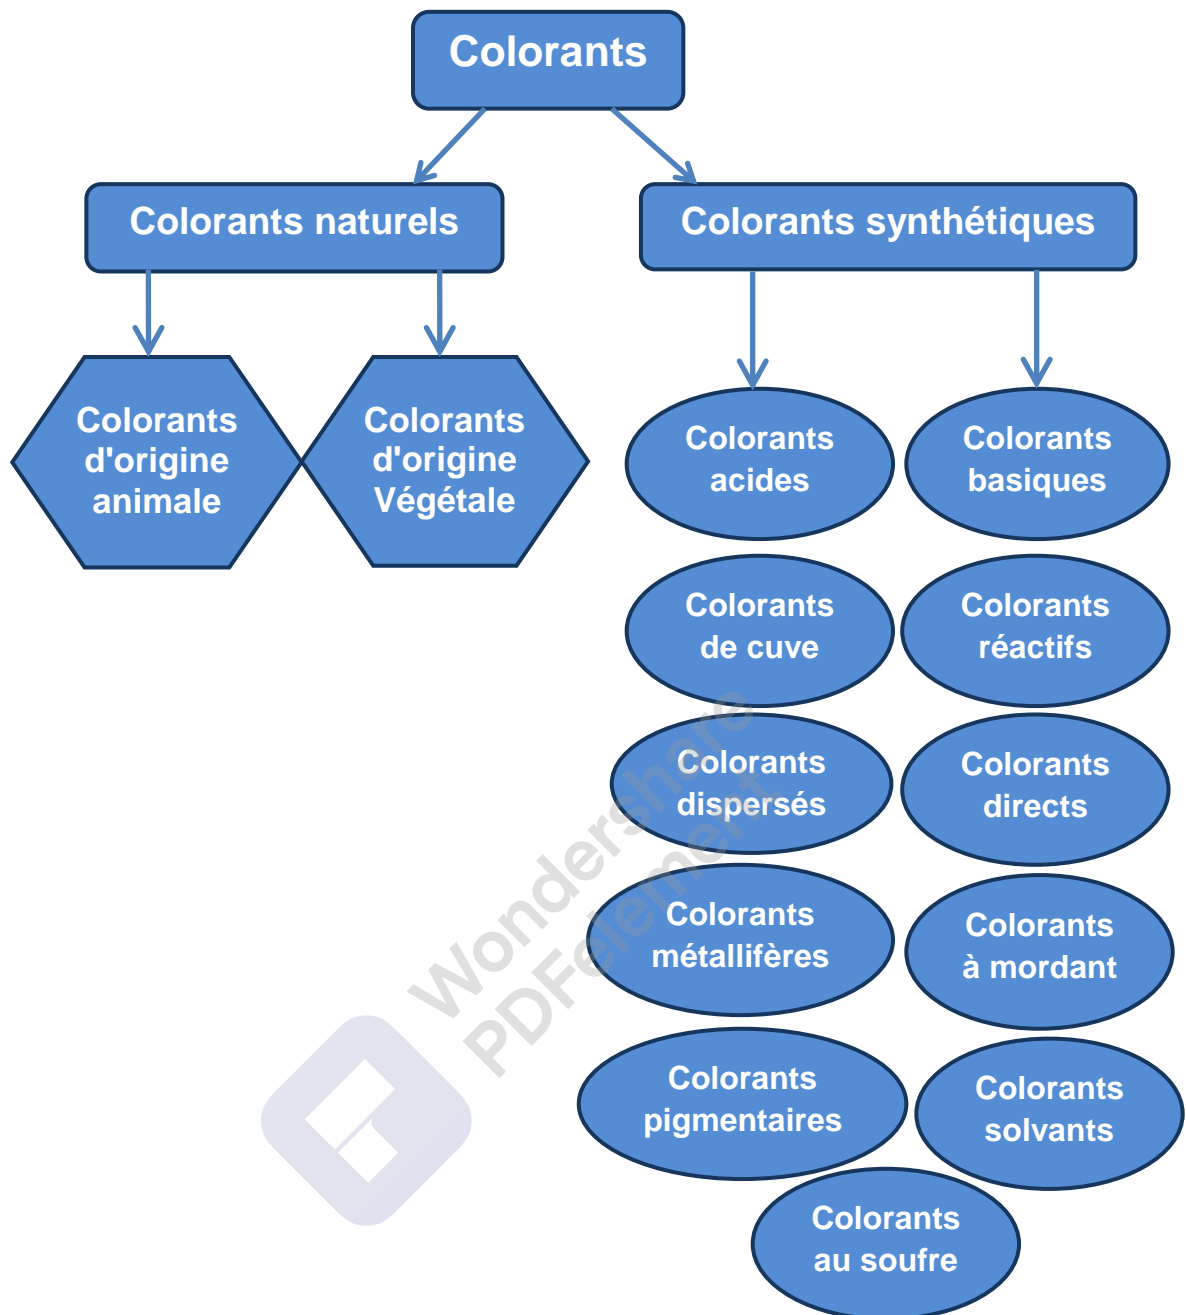 Colorants
Colorants naturels
Colorants synthétiques
Colorants
d'origine
animale
Colorants
d'origine
Végétale
Colorants
acides
Colorants
basiques
Colorants
de cuve
Colorants
réactifs
Colorants
dispersés
Colorants
directs
Colorants
métallifères
Colorants
à mordant
Colorants
pigmentaires
Colorants
solvants
Colorants
au soufre
Wondershare
PDFelement